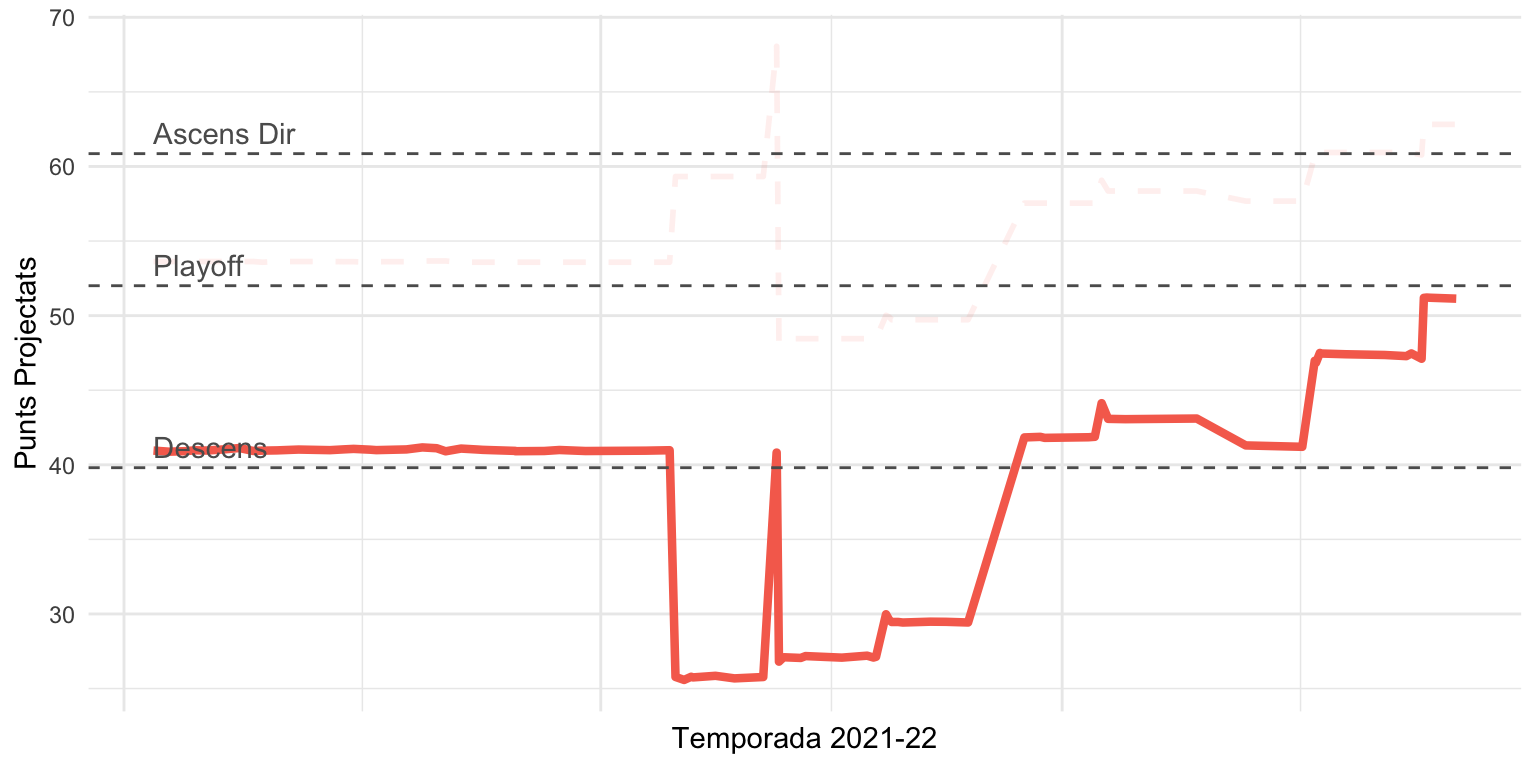 70
Ascens Dir
60
Playoff
50
Descens
40
30
Punts Projectats
Temporada 2021-22